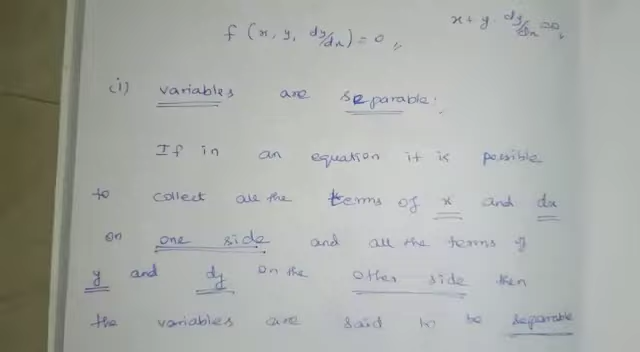 f (x, y, dy/dx) = 0,,
x + y. dy/dx = 0,,
(i) variables are separable:
If in an equation it is possible
to collect all the terms of x and dx
on one side and all the terms of
y and dy on the other side then
the variables are said to be separable